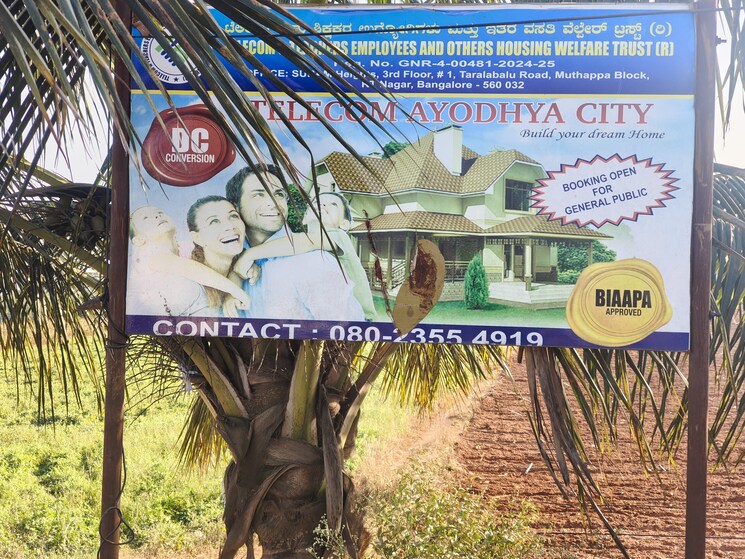 ಶಿಕ್ಷಕರ ಉದ್ಯೋಗಿಗಳು ಮತ್ತು ಇತರ ವಸತಿ ವೆಲ್ಫೇರ್ ಟ್ರಸ್ಟ್ (ರಿ)
EMPLOYEES AND OTHERS HOUSING WELFARE TRUST (R)
No. GNR-4-00481-2024-25
OFFICE: 3rd Floor, # 1, Taralabalu Road, Muthappa Block,
Nagar, Bangalore - 560 032
TELECOM AYODHYA CITY
Build your dream Home
DC
CONVERSION
BOOKING OPEN
FOR
GENERAL PUBLIC
BIAAPA
APPROVED
CONTACT : 080-2355 4919